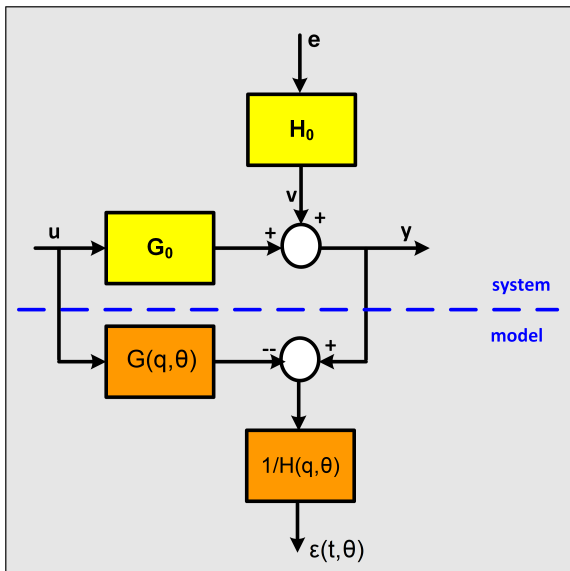 e
H₀
v
+
u
G₀
+
y
system
model
G(q,θ)
--
+
1/H(q,θ)
ε(t,θ)